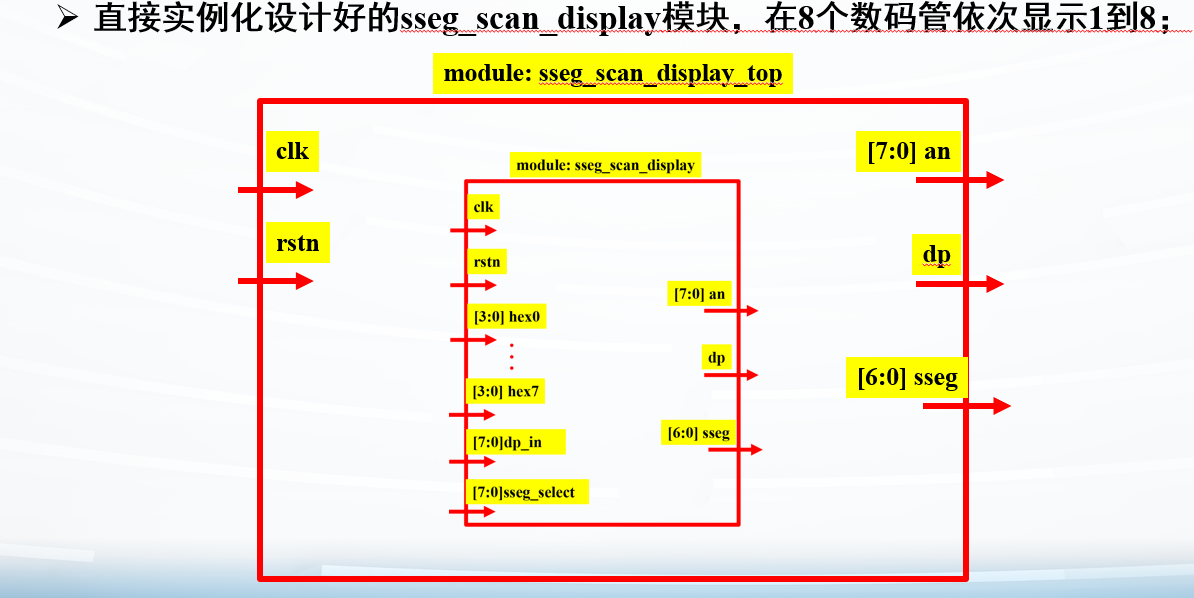 ➢ 直接实例化设计好的sseg_scan_display模块，在8个数码管依次显示1到8；
module: sseg_scan_display_top
clk
[7:0] an
module: sseg_scan_display
clk
rstn
dp
rstn
[7:0] an
[3:0] hex0
dp
[6:0] sseg
[3:0] hex7
[6:0] sseg
[7:0]dp_in
[7:0]sseg_select